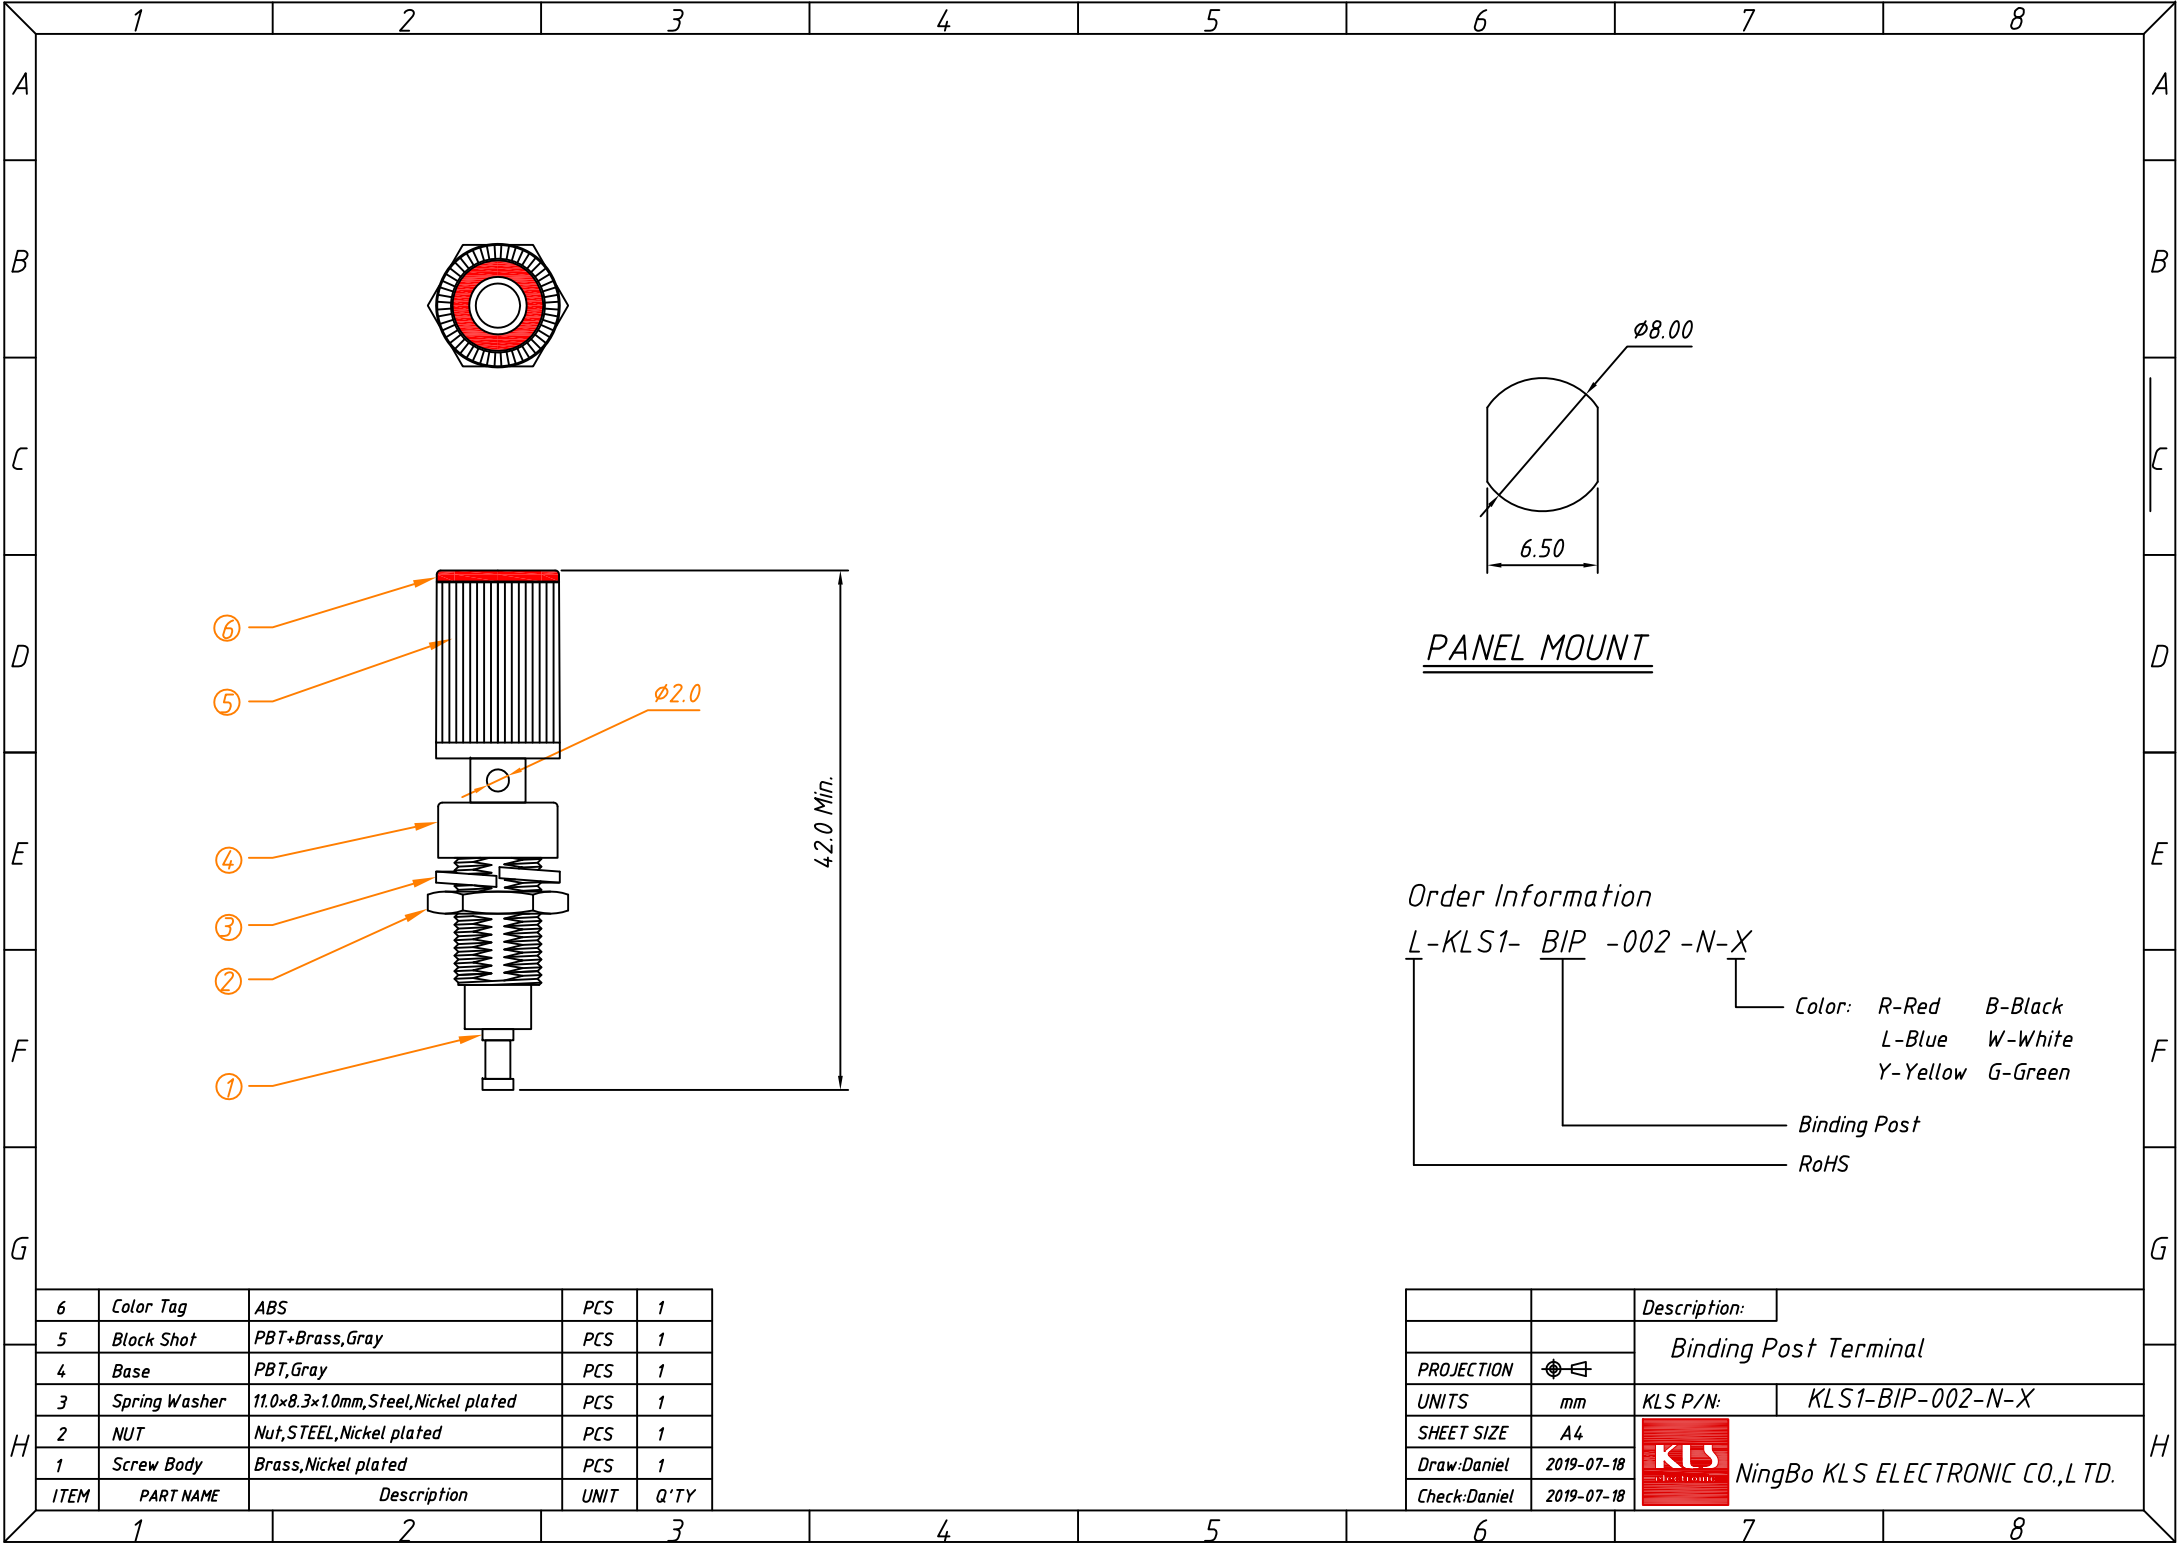 1 2 3 4 5 6 7 8
A A
B B
C C
D D
E E
F F
G G
H H
1 2 3 4 5 6 7 8
⌀8.00
6.50
PANEL MOUNT
6
5
⌀2.0
42.0 Min.
4
3
2
1
Order Information
L-KLS1- BIP -002 -N-X
Color: R-Red B-Black
L-Blue W-White
Y-Yellow G-Green
Binding Post
RoHS
6 Color Tag ABS PCS 1
5 Block Shot PBT+Brass,Gray PCS 1
4 Base PBT,Gray PCS 1
3 Spring Washer 11.0×8.3×1.0mm,Steel,Nickel plated PCS 1
2 NUT Nut,STEEL,Nickel plated PCS 1
1 Screw Body Brass,Nickel plated PCS 1
ITEM PART NAME Description UNIT Q'TY
Description:
Binding Post Terminal
PROJECTION
UNITS mm KLS P/N: KLS1-BIP-002-N-X
SHEET SIZE A4
Draw:Daniel 2019-07-18
Check:Daniel 2019-07-18
KLS
electronic
NingBo KLS ELECTRONIC CO.,LTD.